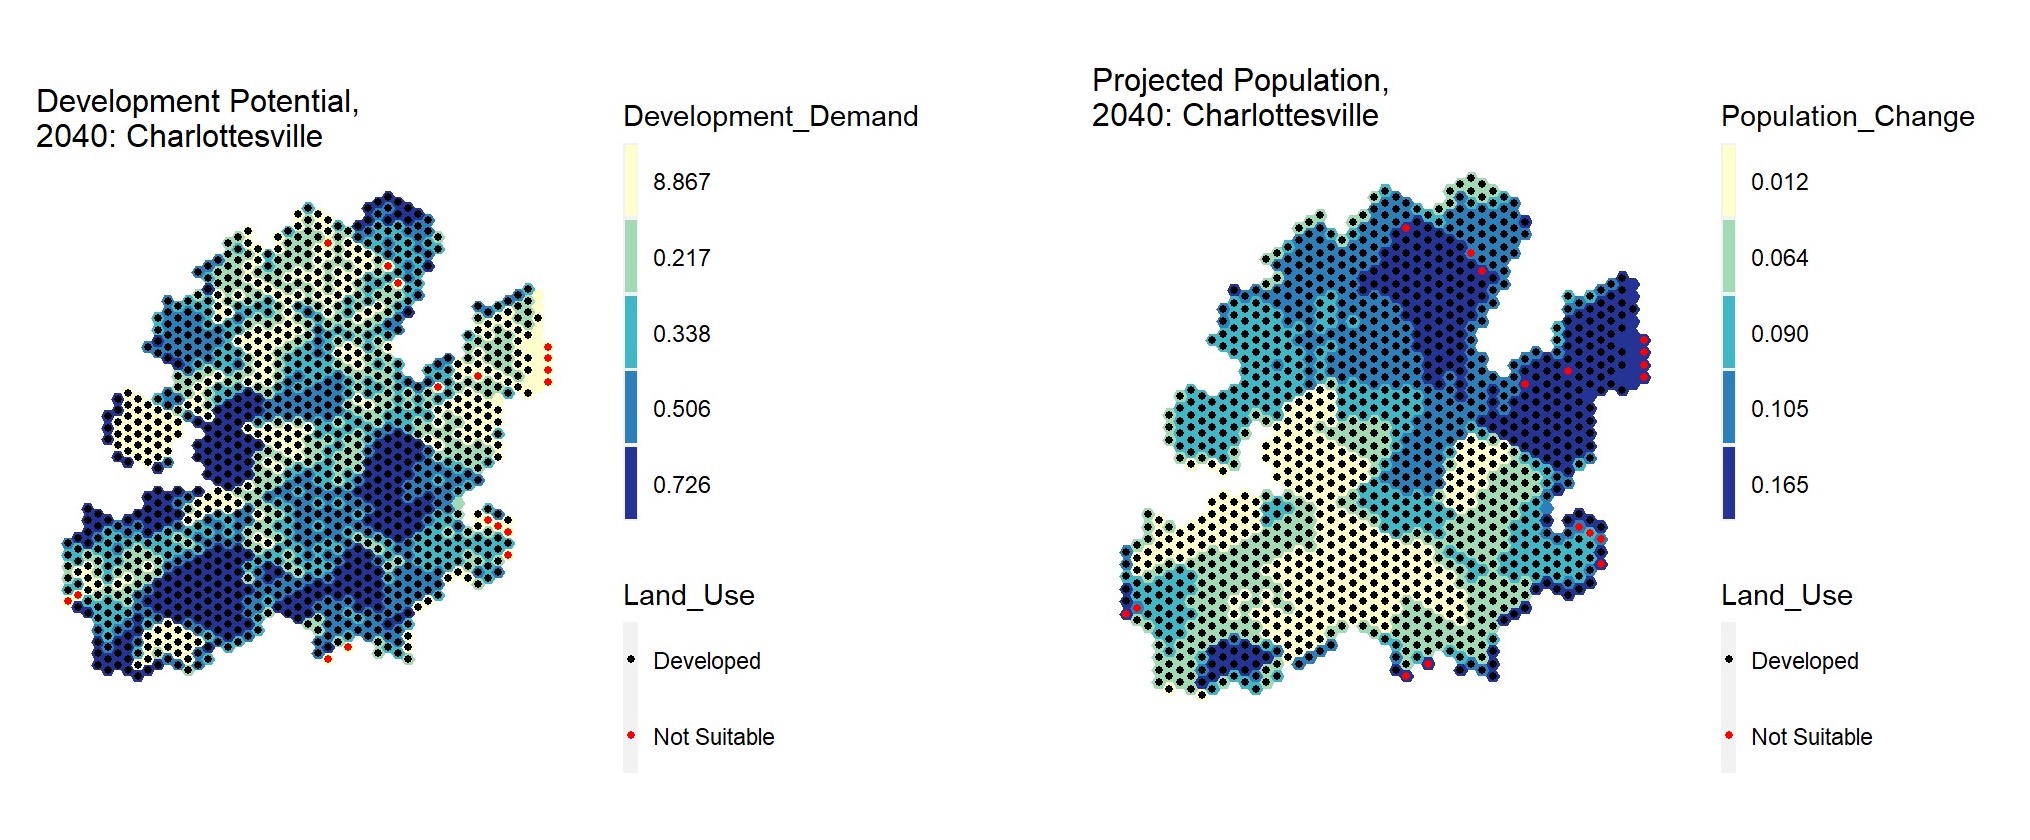 Development Potential,
2040: Charlottesville
Development_Demand
8.867
0.217
0.338
0.506
0.726
Land_Use
Developed
Not Suitable
Projected Population,
2040: Charlottesville
Population_Change
0.012
0.064
0.090
0.105
0.165
Land_Use
Developed
Not Suitable